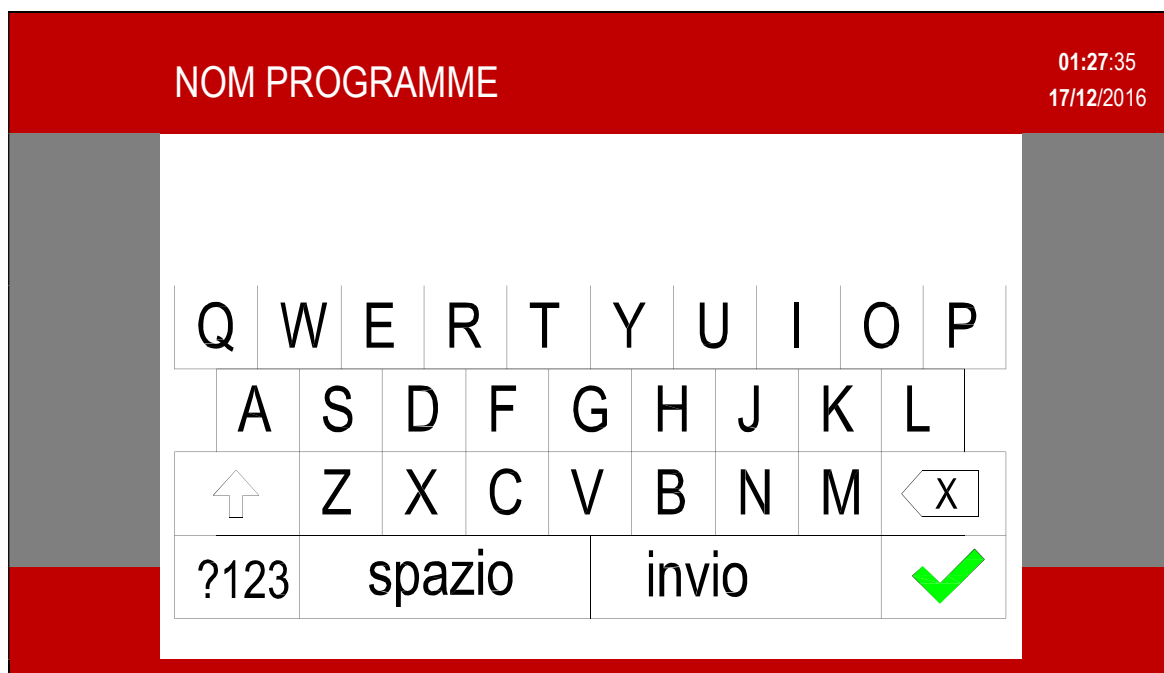 NOM PROGRAMME
01:27:35
17/12/2016
Q W E R T Y U I O P
A S D F G H J K L
Z X C V B N M X
?123 spazio invio